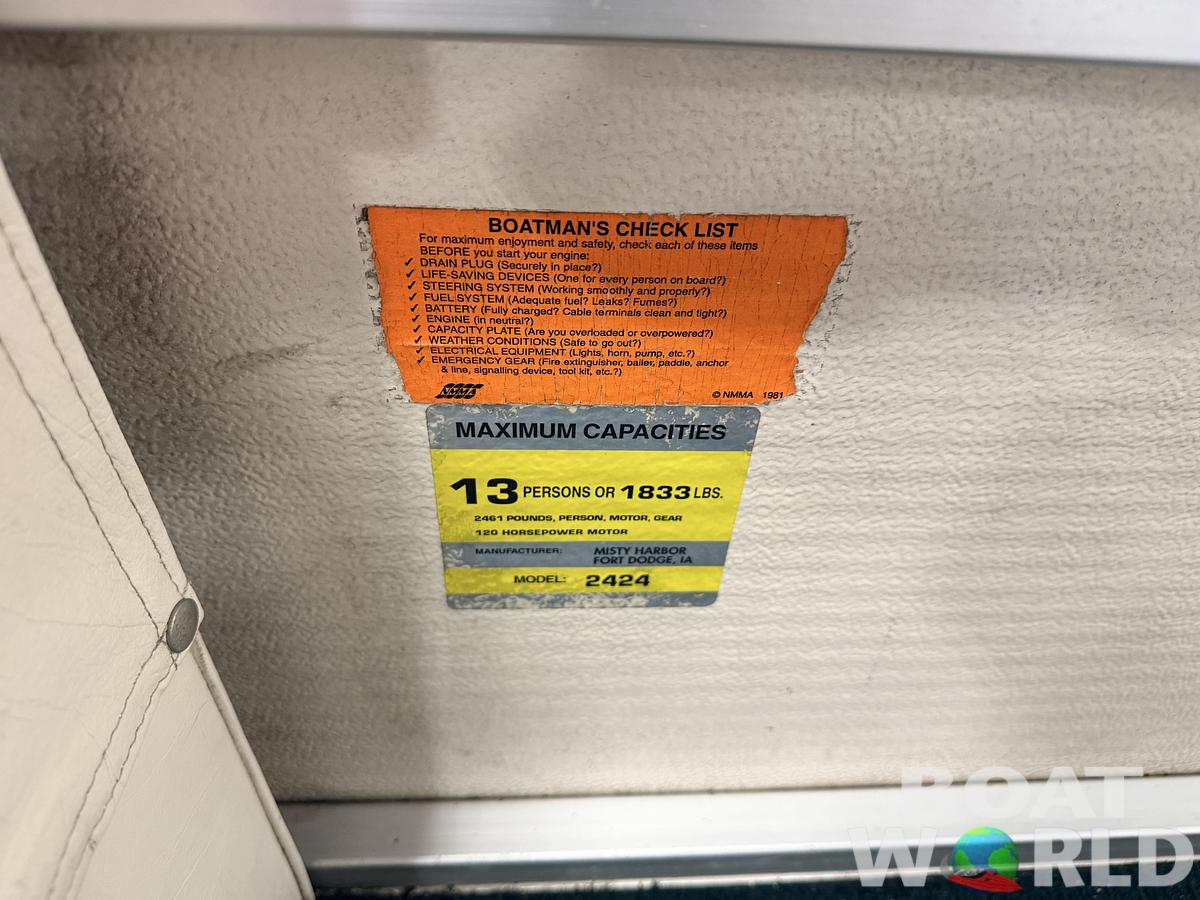 BOATMAN'S CHECK LIST
For maximum enjoyment and safety, check each of these items
BEFORE you start your engine:
✓ DRAIN PLUG (Securely in place?)
✓ LIFE-SAVING DEVICES (One for every person on board?)
✓ STEERING SYSTEM (Working smoothly and properly?)
✓ FUEL SYSTEM (Adequate fuel? Leaks? Fumes?)
✓ BATTERY (Fully charged? Cable terminals clean and tight?)
✓ ENGINE (in neutral?)
✓ CAPACITY PLATE (Are you overloaded or overpowered?)
✓ WEATHER CONDITIONS (Safe to go out?)
✓ ELECTRICAL EQUIPMENT (Lights, horn, pump, etc.?)
✓ EMERGENCY GEAR (Fire extinguisher, bailer, paddle, anchor
& line, signalling device, tool kit, etc.?)
NMMA © NMMA 1981
MAXIMUM CAPACITIES
13 PERSONS OR 1833 LBS.
2461 POUNDS, PERSON, MOTOR, GEAR
120 HORSEPOWER MOTOR
MANUFACTURER: MISTY HARBOR
FORT DODGE, IA
MODEL: 2424
BOAT
WORLD